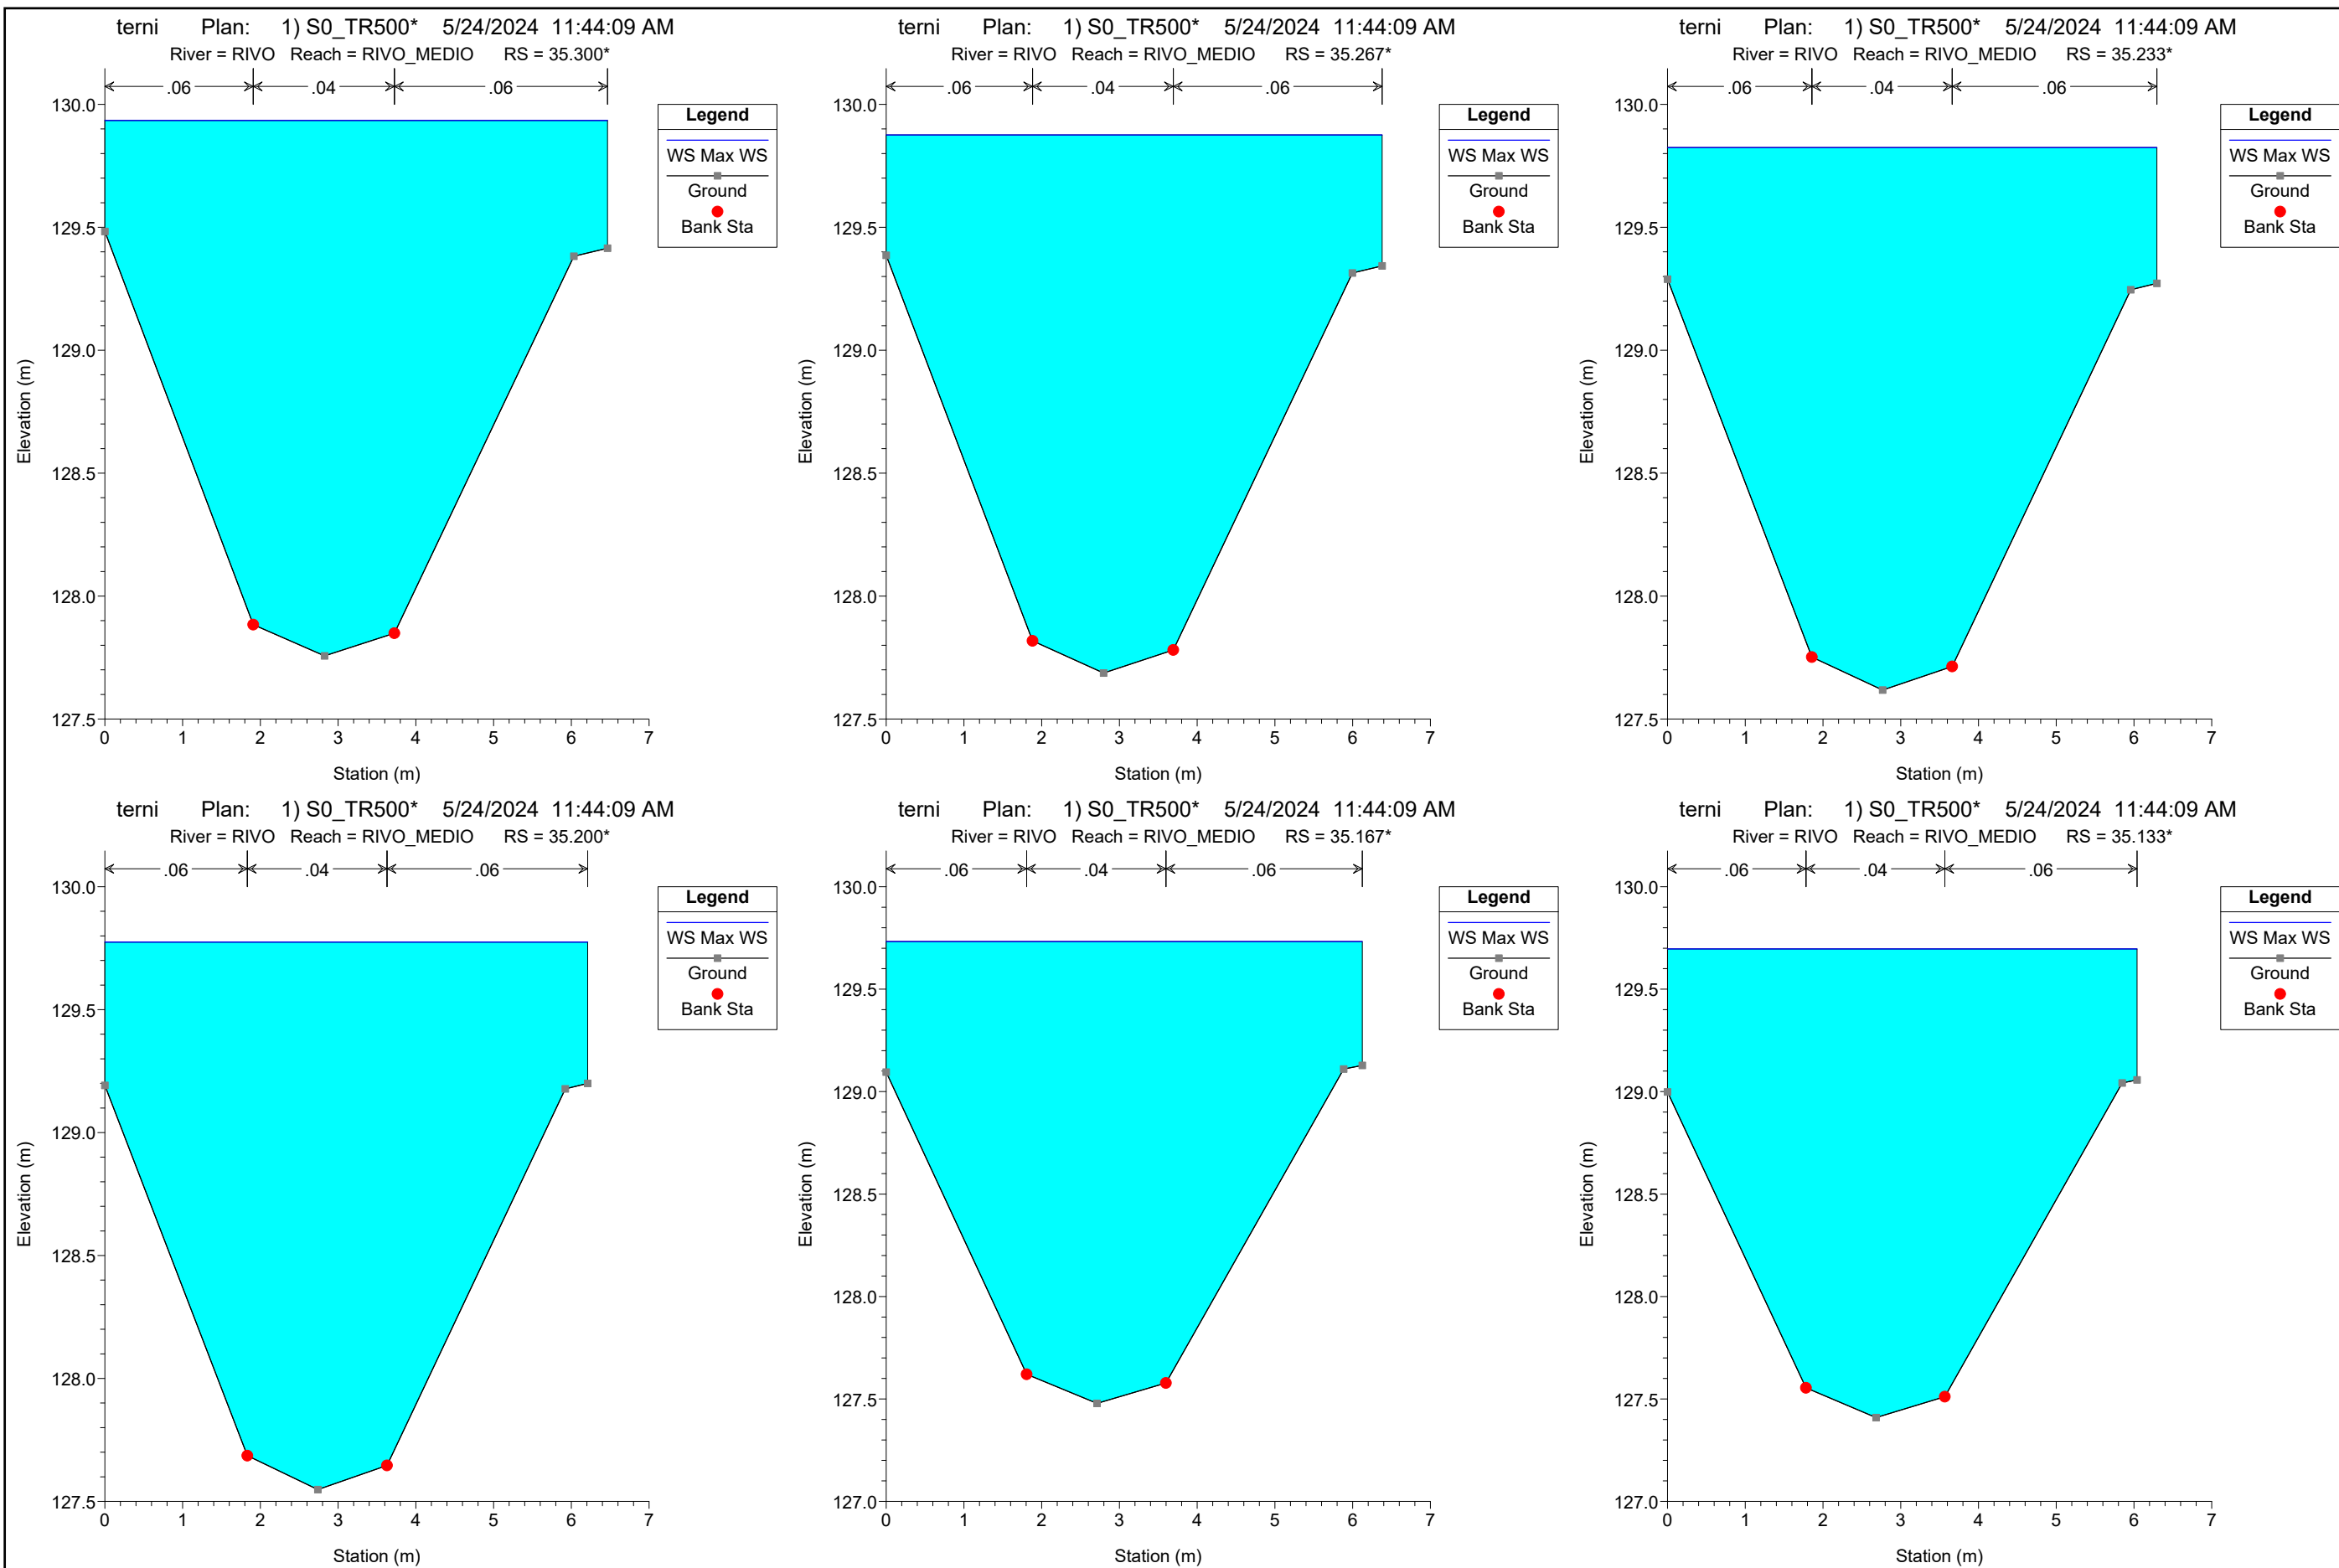 terni Plan: 1) S0_TR500* 5/24/2024 11:44:09 AM
River = RIVO Reach = RIVO_MEDIO RS = 35.300*
.06 .04 .06
130.0
129.5
129.0
128.5
128.0
127.5
Elevation (m)
0 1 2 3 4 5 6 7
Station (m)
Legend
WS Max WS
Ground
Bank Sta
terni Plan: 1) S0_TR500* 5/24/2024 11:44:09 AM
River = RIVO Reach = RIVO_MEDIO RS = 35.267*
.06 .04 .06
130.0
129.5
129.0
128.5
128.0
127.5
Elevation (m)
0 1 2 3 4 5 6 7
Station (m)
Legend
WS Max WS
Ground
Bank Sta
terni Plan: 1) S0_TR500* 5/24/2024 11:44:09 AM
River = RIVO Reach = RIVO_MEDIO RS = 35.233*
.06 .04 .06
130.0
129.5
129.0
128.5
128.0
127.5
Elevation (m)
0 1 2 3 4 5 6 7
Station (m)
Legend
WS Max WS
Ground
Bank Sta
terni Plan: 1) S0_TR500* 5/24/2024 11:44:09 AM
River = RIVO Reach = RIVO_MEDIO RS = 35.200*
.06 .04 .06
130.0
129.5
129.0
128.5
128.0
127.5
Elevation (m)
0 1 2 3 4 5 6 7
Station (m)
Legend
WS Max WS
Ground
Bank Sta
terni Plan: 1) S0_TR500* 5/24/2024 11:44:09 AM
River = RIVO Reach = RIVO_MEDIO RS = 35.167*
.06 .04 .06
130.0
129.5
129.0
128.5
128.0
127.5
127.0
Elevation (m)
0 1 2 3 4 5 6 7
Station (m)
Legend
WS Max WS
Ground
Bank Sta
terni Plan: 1) S0_TR500* 5/24/2024 11:44:09 AM
River = RIVO Reach = RIVO_MEDIO RS = 35.133*
.06 .04 .06
130.0
129.5
129.0
128.5
128.0
127.5
127.0
Elevation (m)
0 1 2 3 4 5 6 7
Station (m)
Legend
WS Max WS
Ground
Bank Sta